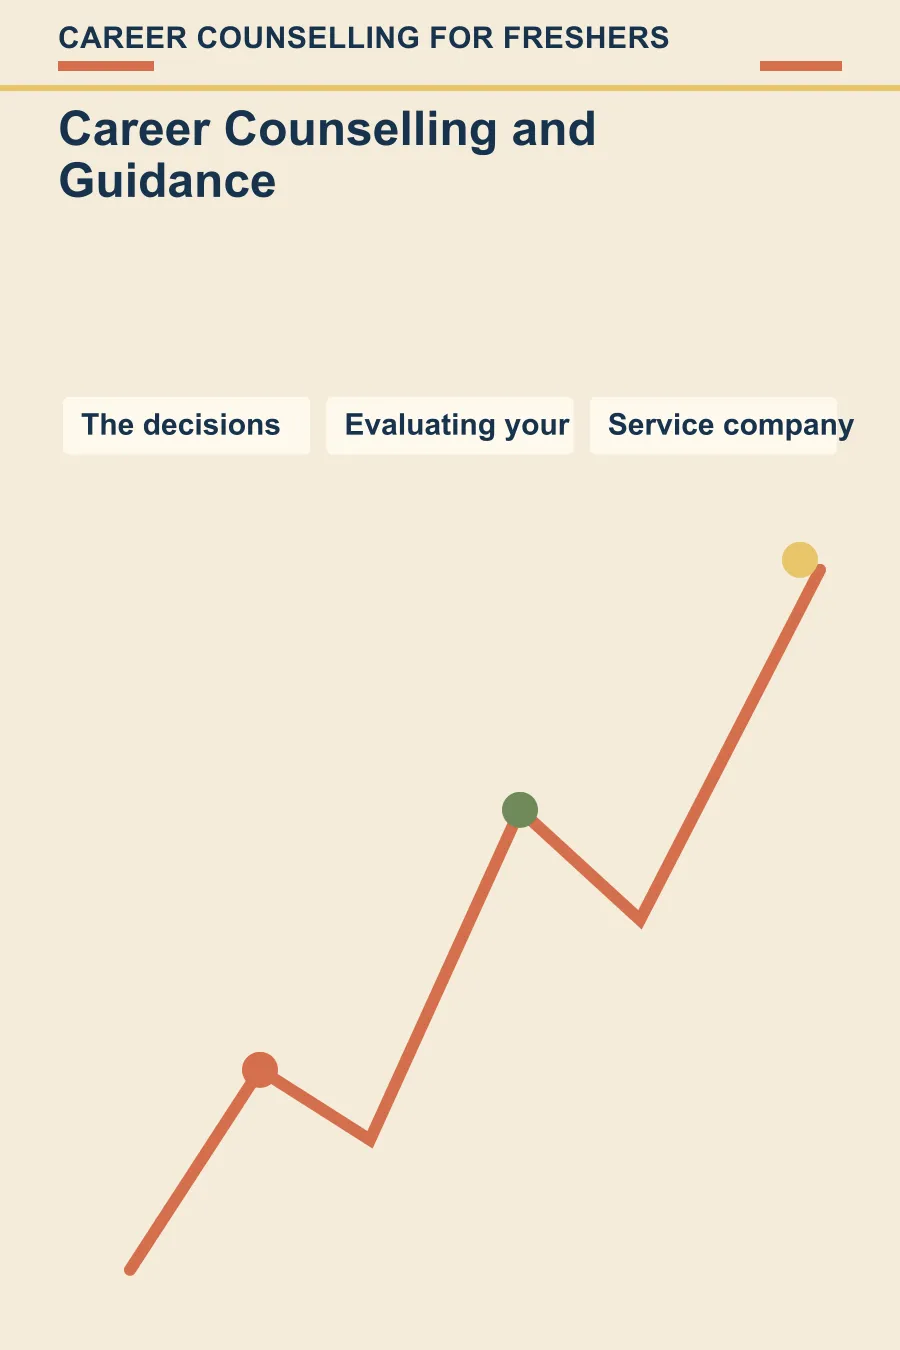 CAREER COUNSELLING FOR FRESHERS
Career Counselling and
Guidance
The decisions
Evaluating your
Service company